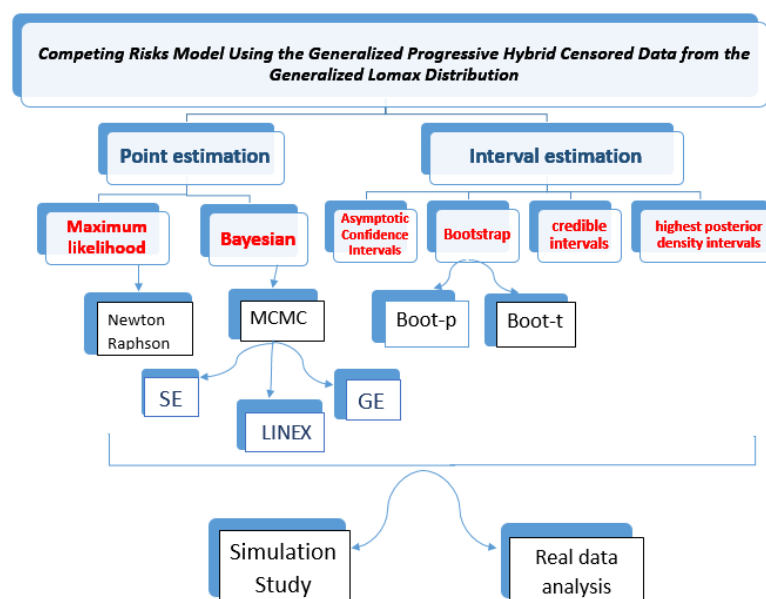 Competing Risks Model Using the Generalized Progressive Hybrid Censored Data from the
Generalized Lomax Distribution
Point estimation
Interval estimation
Maximum
likelihood
Bayesian
Asymptotic
Confidence
Intervals
Bootstrap
credible
intervals
highest posterior
density intervals
Newton
Raphson
MCMC
Boot-p
Boot-t
SE
LINEX
GE
Simulation
Study
Real data
analysis